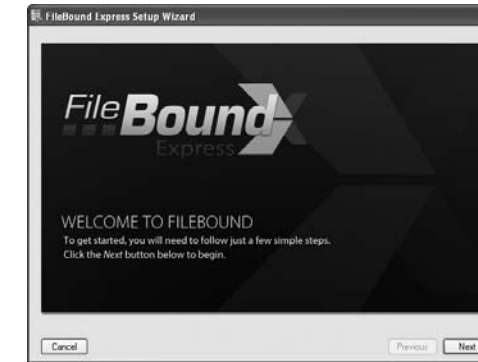 FileBound Express Setup Wizard
File Bound
Express
WELCOME TO FILEBOUND
To get started, you will need to follow just a few simple steps.
Click the Next button below to begin.
Cancel
Previous
Next